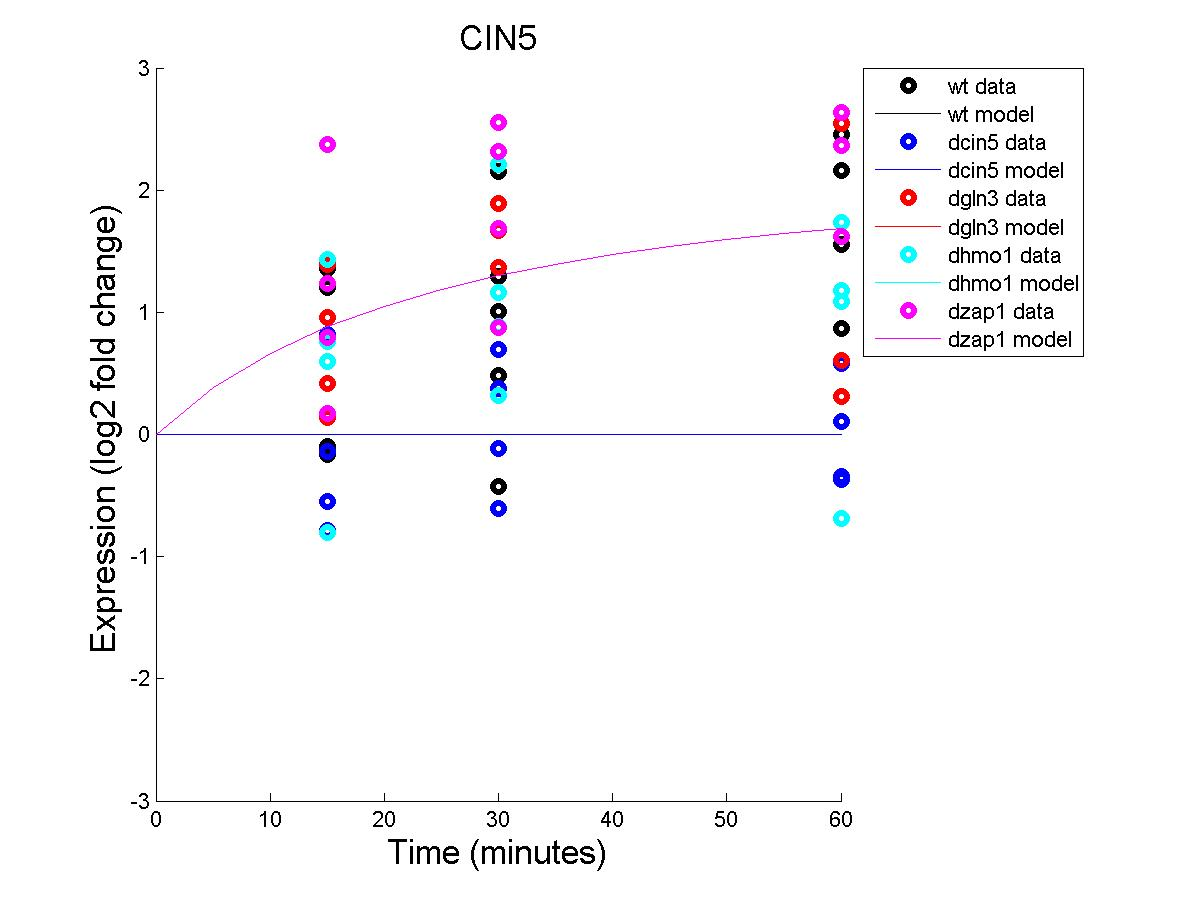 CIN5
3
2
1
0
-1
-2
-3
Expression (log2 fold change)
0
10
20
30
40
50
60
Time (minutes)
wt data
wt model
dcin5 data
dcin5 model
dgln3 data
dgln3 model
dhmo1 data
dhmo1 model
dzap1 data
dzap1 model